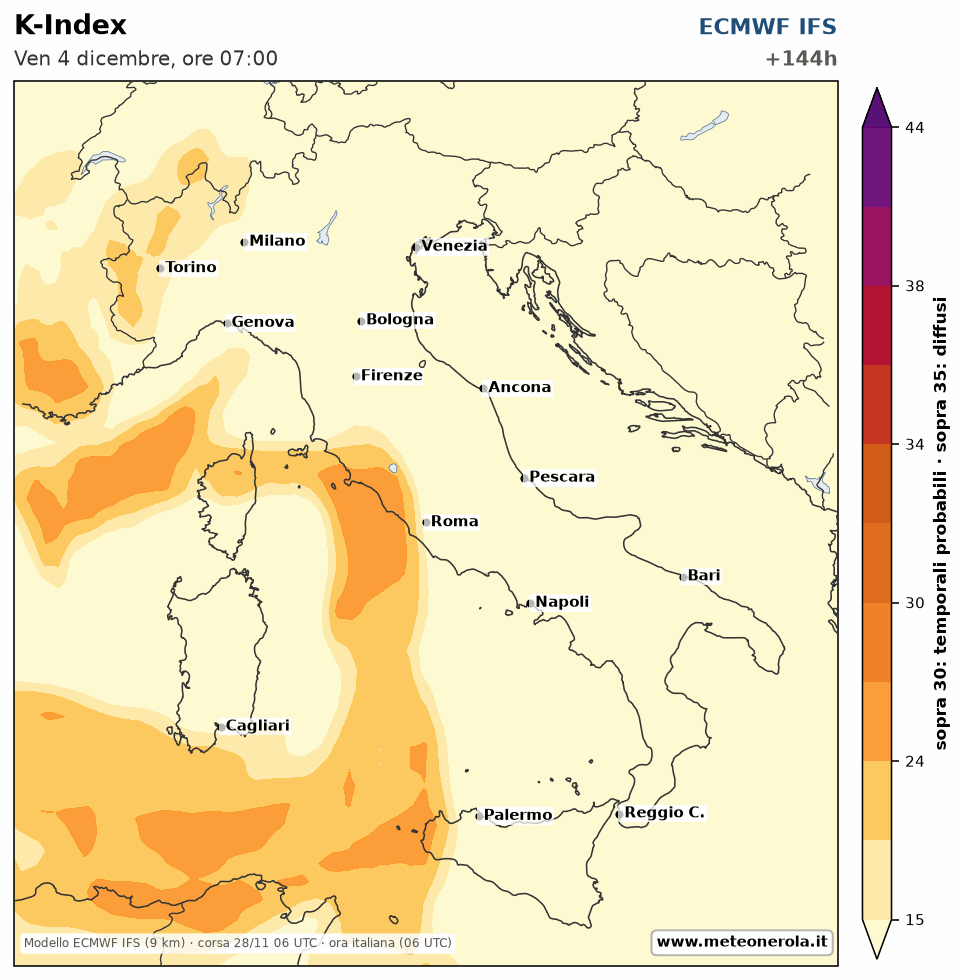 K-Index
ECMWF IFS
Ven 4 dicembre, ore 07:00
+144h
Milano
Venezia
Torino
Genova
Bologna
Firenze
Ancona
Pescara
Roma
Bari
Napoli
Cagliari
Palermo
Reggio C.
44
38
34
30
24
15
sopra 30: temporali probabili · sopra 35: diffusi
Modello ECMWF IFS (9 km) · corsa 28/11 06 UTC · ora italiana (06 UTC)
www.meteonerola.it